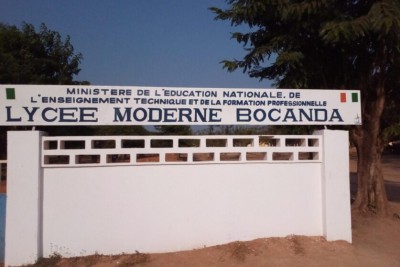 MINISTERE DE L'EDUCATION NATIONALE, DE
L'ENSEIGNEMENT TECHNIQUE ET DE LA FORMATION PROFESSIONNELLE
LYCEE MODERNE BOCANDA